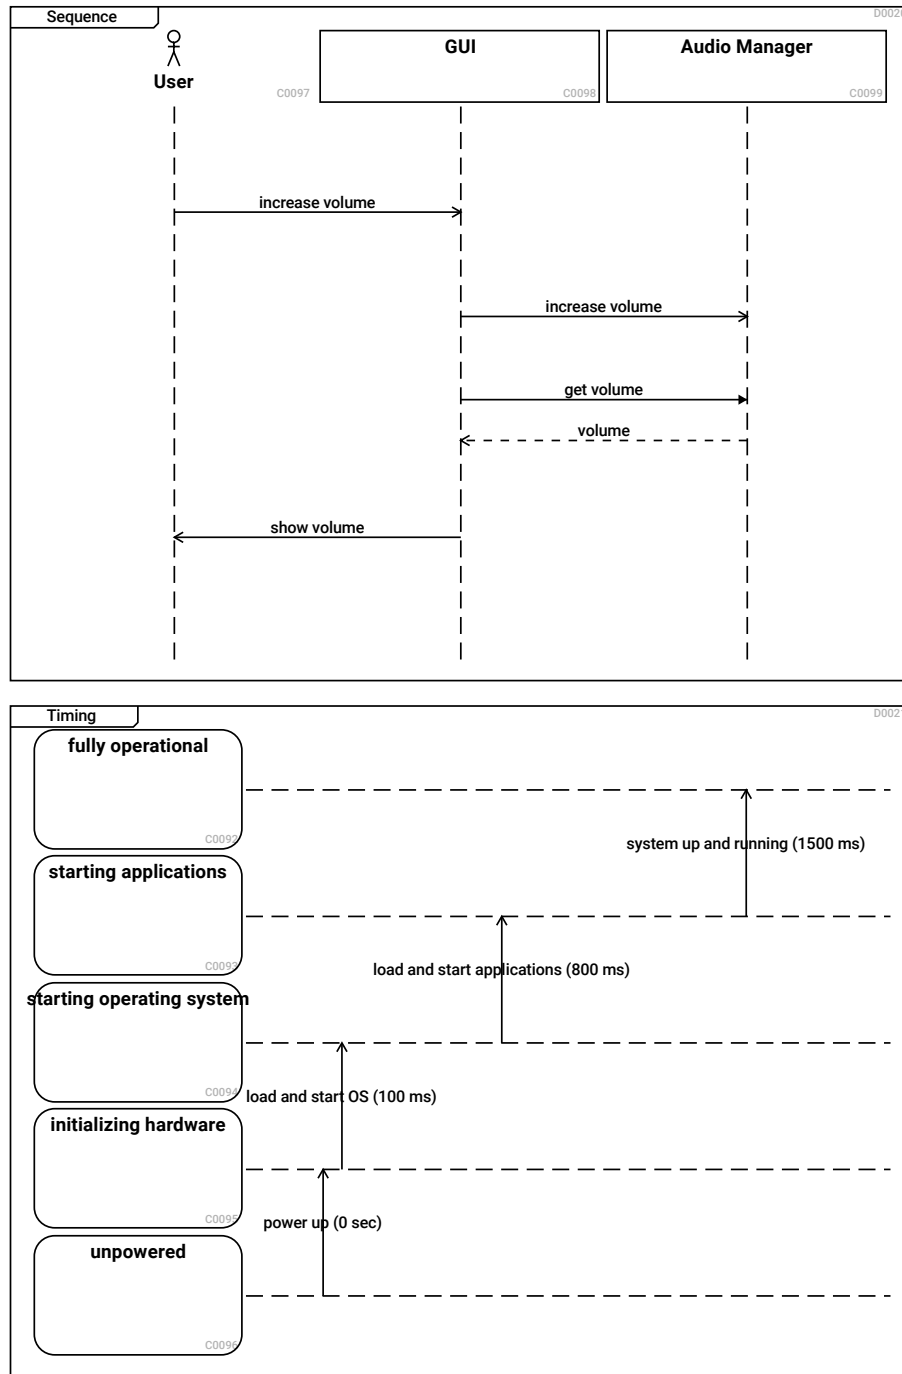 Sequence
D0020
User
C0097
GUI
C0098
Audio Manager
C0099
increase volume
increase volume
get volume
volume
show volume
Timing
fully operational
C0092
system up and running (1500 ms)
starting applications
C0093
load and start applications (800 ms)
starting operating system
C0094
load and start OS (100 ms)
initializing hardware
C0095
power up (0 sec)
unpowered
C0096